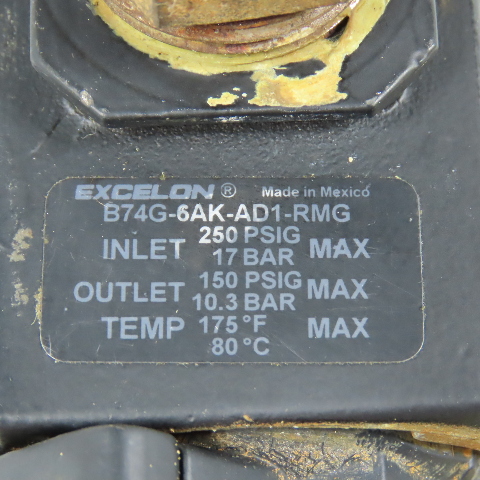 EXCELON® Made in Mexico
B74G-6AK-AD1-RMG
INLET 250 PSIG 17 BAR MAX
OUTLET 150 PSIG 10.3 BAR MAX
TEMP 175 °F 80 °C MAX